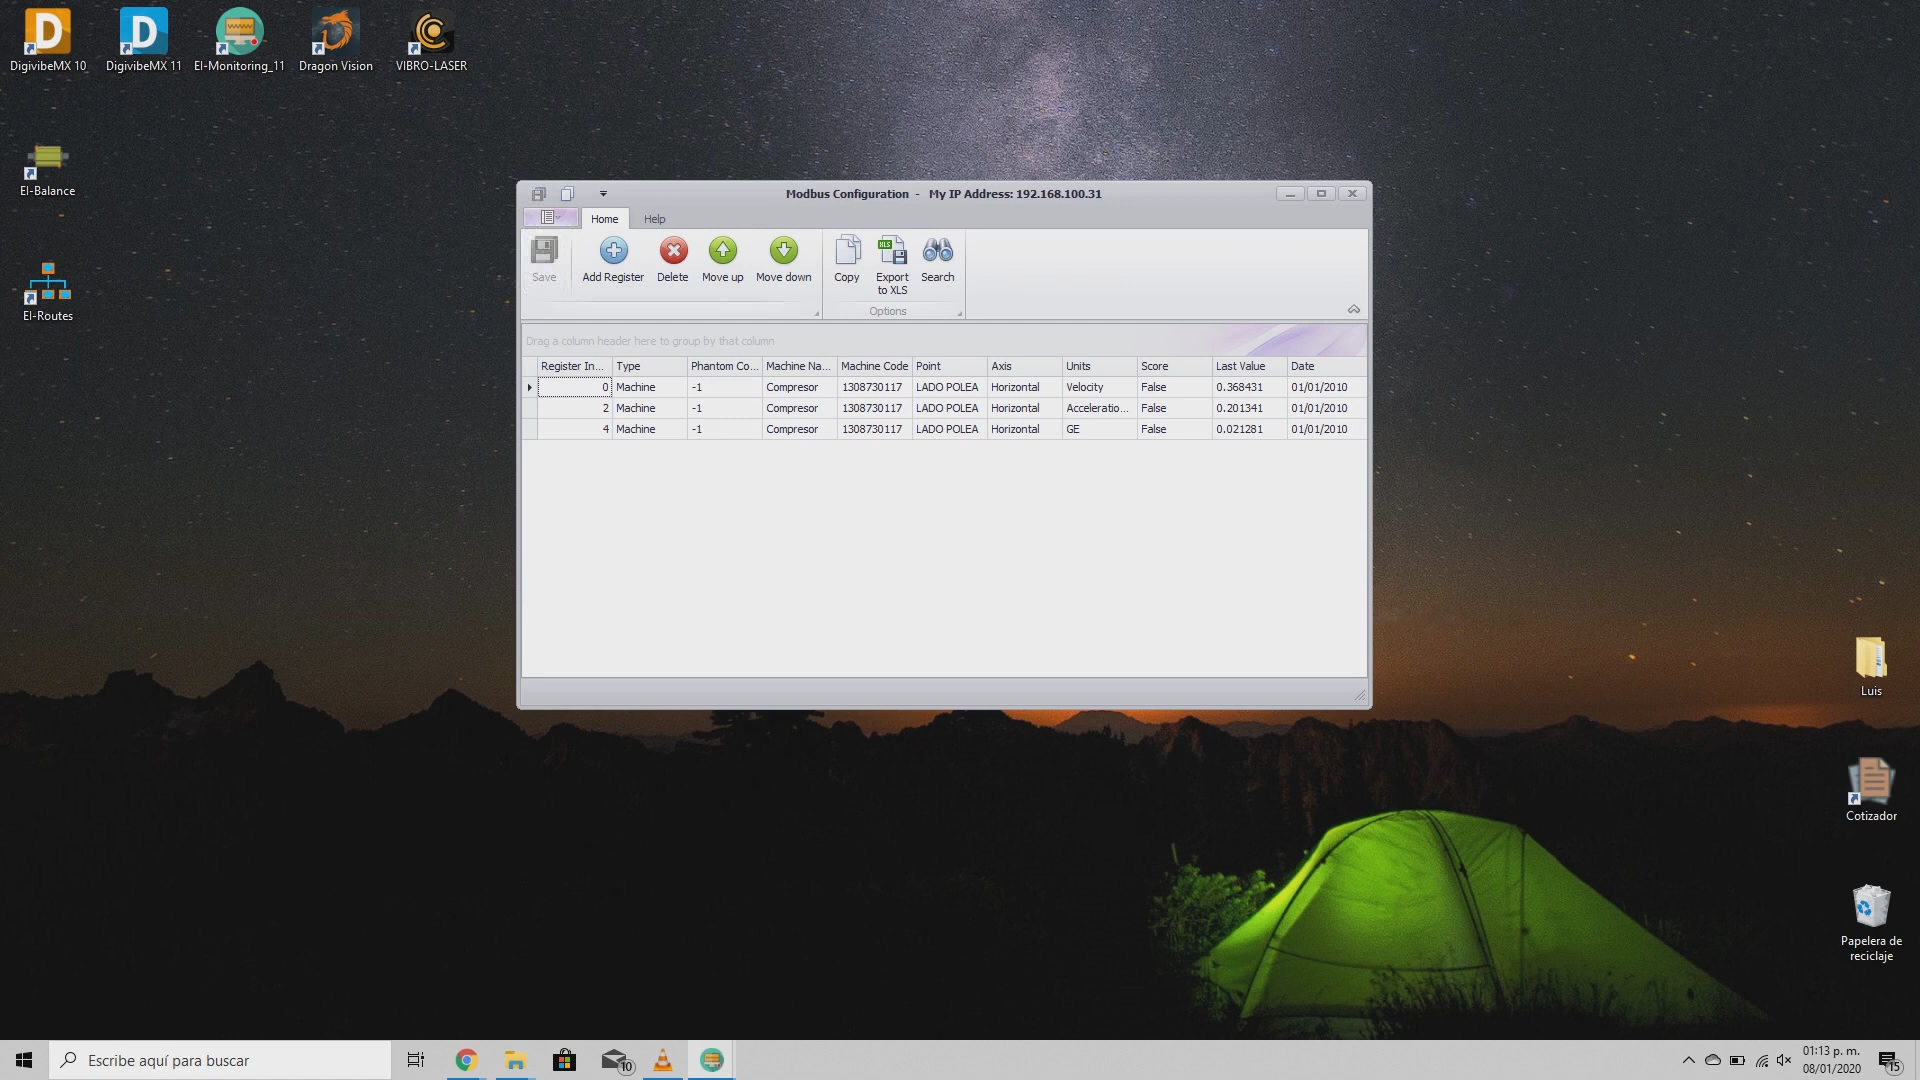 DigivibeMX 10
DigivibeMX 11
EI-Monitoring_11
Dragon Vision
VIBRO-LASER
EI-Balance
EI-Routes
Modbus Configuration - My IP Address: 192.168.100.31
Home Help
Save
Add Register
Delete
Move up
Move down
Copy
XLS
Export
to XLS
Search
Options
Drag a column header here to group by that column
Register In... Type Phantom Co... Machine Na... Machine Code Point Axis Units Score Last Value Date
0 Machine -1 Compresor 1308730117 LADO POLEA Horizontal Velocity False 0.368431 01/01/2010
2 Machine -1 Compresor 1308730117 LADO POLEA Horizontal Acceleratio... False 0.201341 01/01/2010
4 Machine -1 Compresor 1308730117 LADO POLEA Horizontal GE False 0.021281 01/01/2010
Luis
Cotizador
Papelera de
reciclaje
Escribe aquí para buscar
10
01:13 p. m.
08/01/2020
15